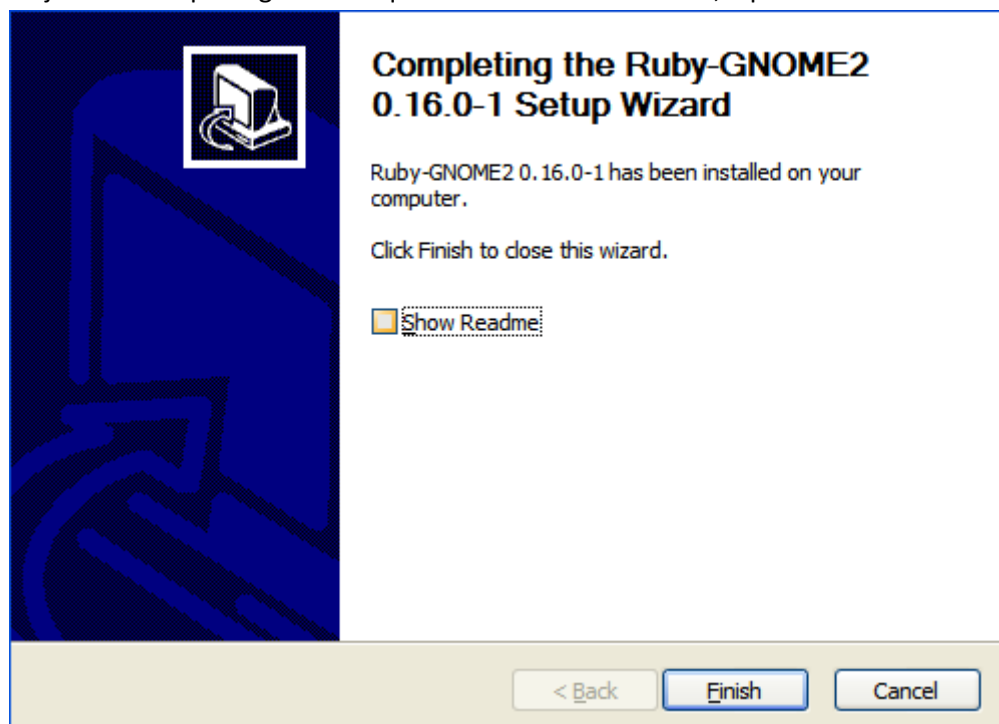 Completing the Ruby-GNOME2
0.16.0-1 Setup Wizard
Ruby-GNOME2 0.16.0-1 has been installed on your
computer.
Click Finish to close this wizard.
Show Readme
< Back
Finish
Cancel